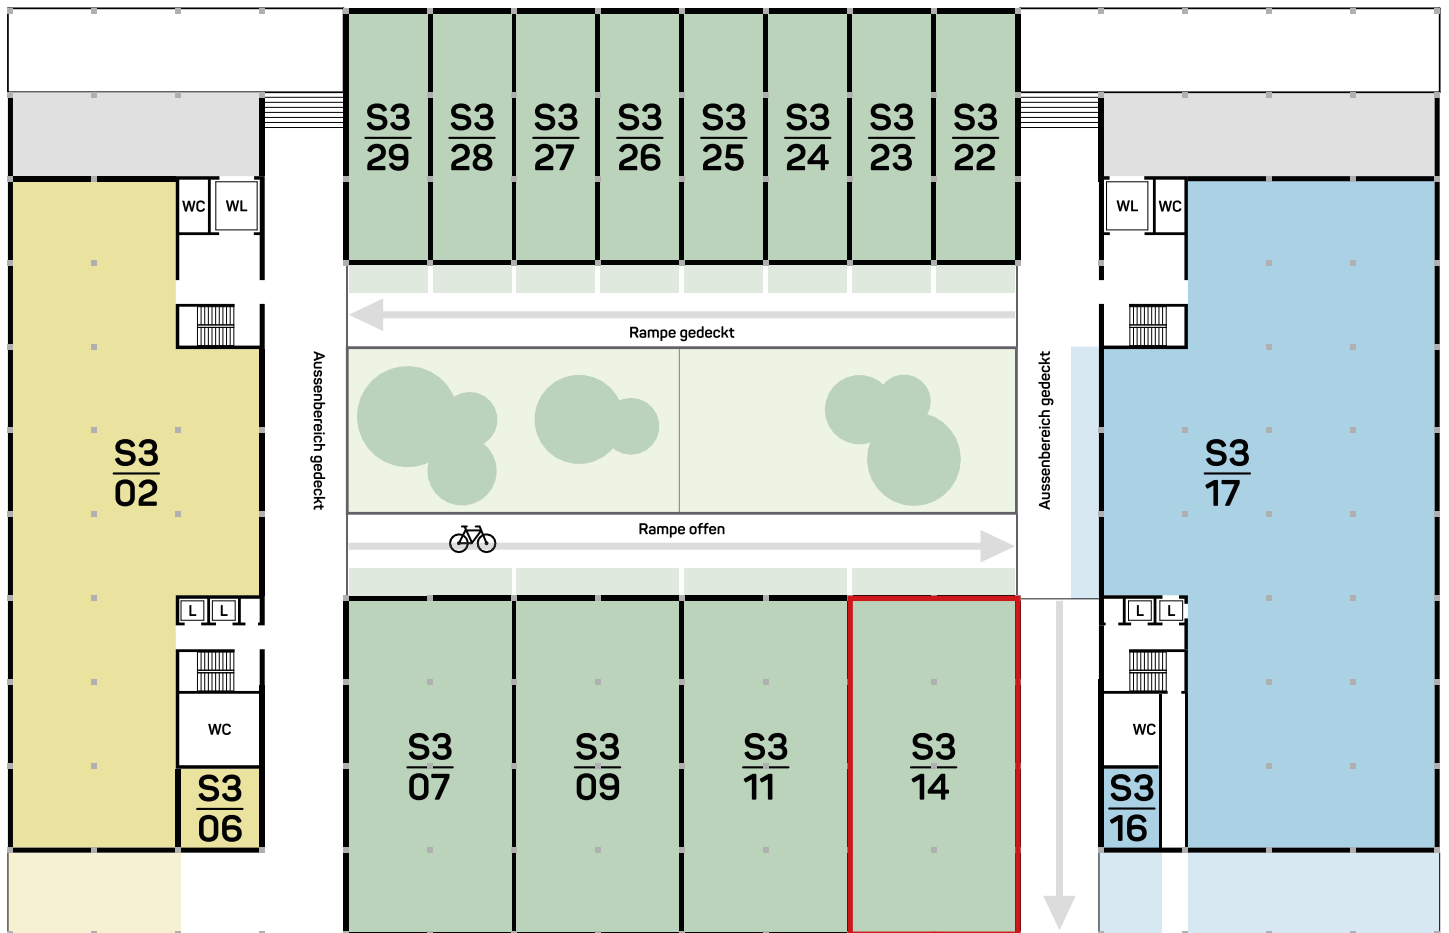 S3 S3 S3 S3 S3 S3 S3 S3
29 28 27 26 25 24 23 22
WC WL
WL WC
Rampe gedeckt
Aussenbereich gedeckt
Aussenbereich gedeckt
S3
02
S3
17
Rampe offen
L L
L L
WC
WC
S3 S3 S3 S3
07 09 11 14
S3
06
S3
16